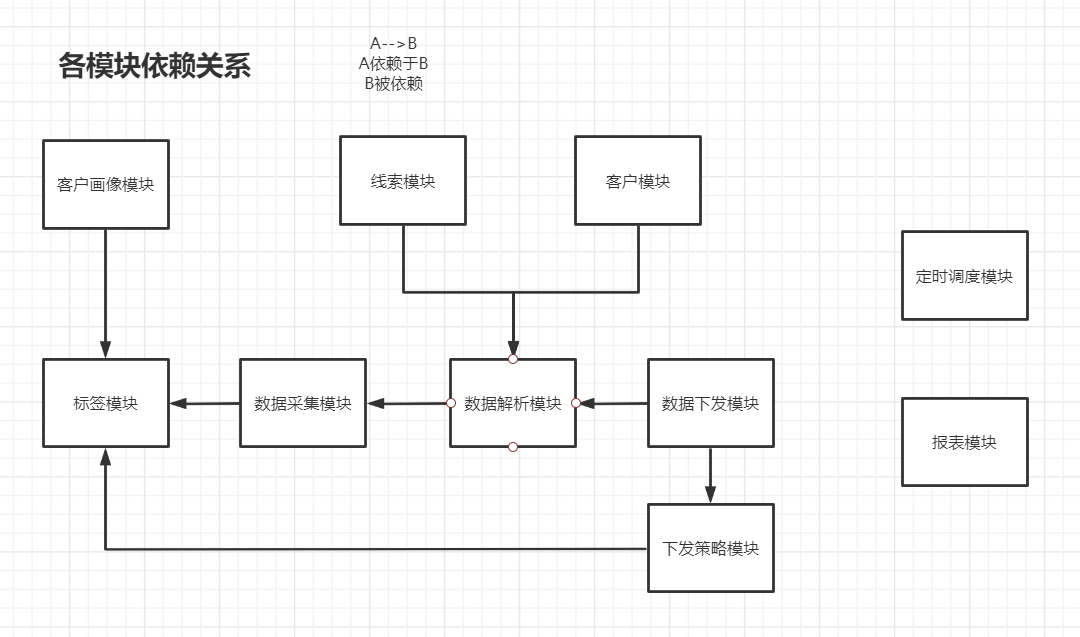 各模块依赖关系
A-->B
A依赖于B
B被依赖
客户画像模块
线索模块
客户模块
定时调度模块
标签模块
数据采集模块
数据解析模块
数据下发模块
报表模块
下发策略模块